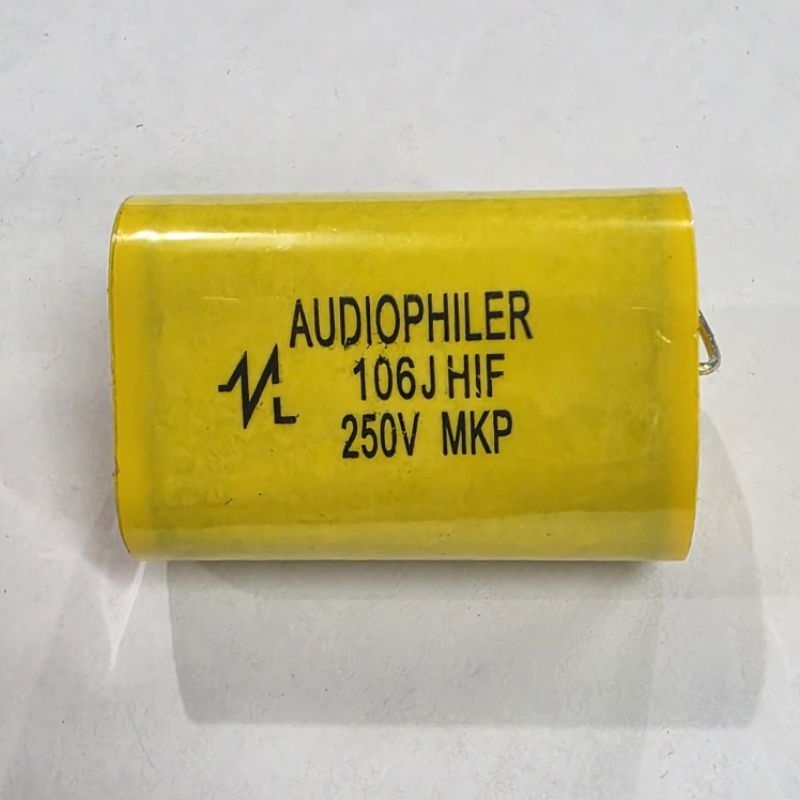 AUDIOPHILER
106J HIF
250V MKP
L